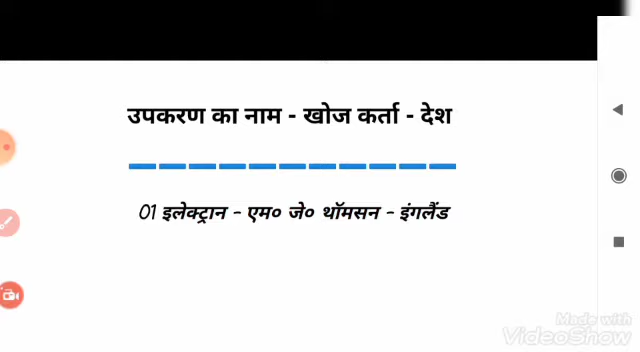 उपकरण का नाम - खोज कर्ता - देश
01 इलेक्ट्रान - एम० जे० थॉमसन - इंगलैंड
Made with
VideoShow